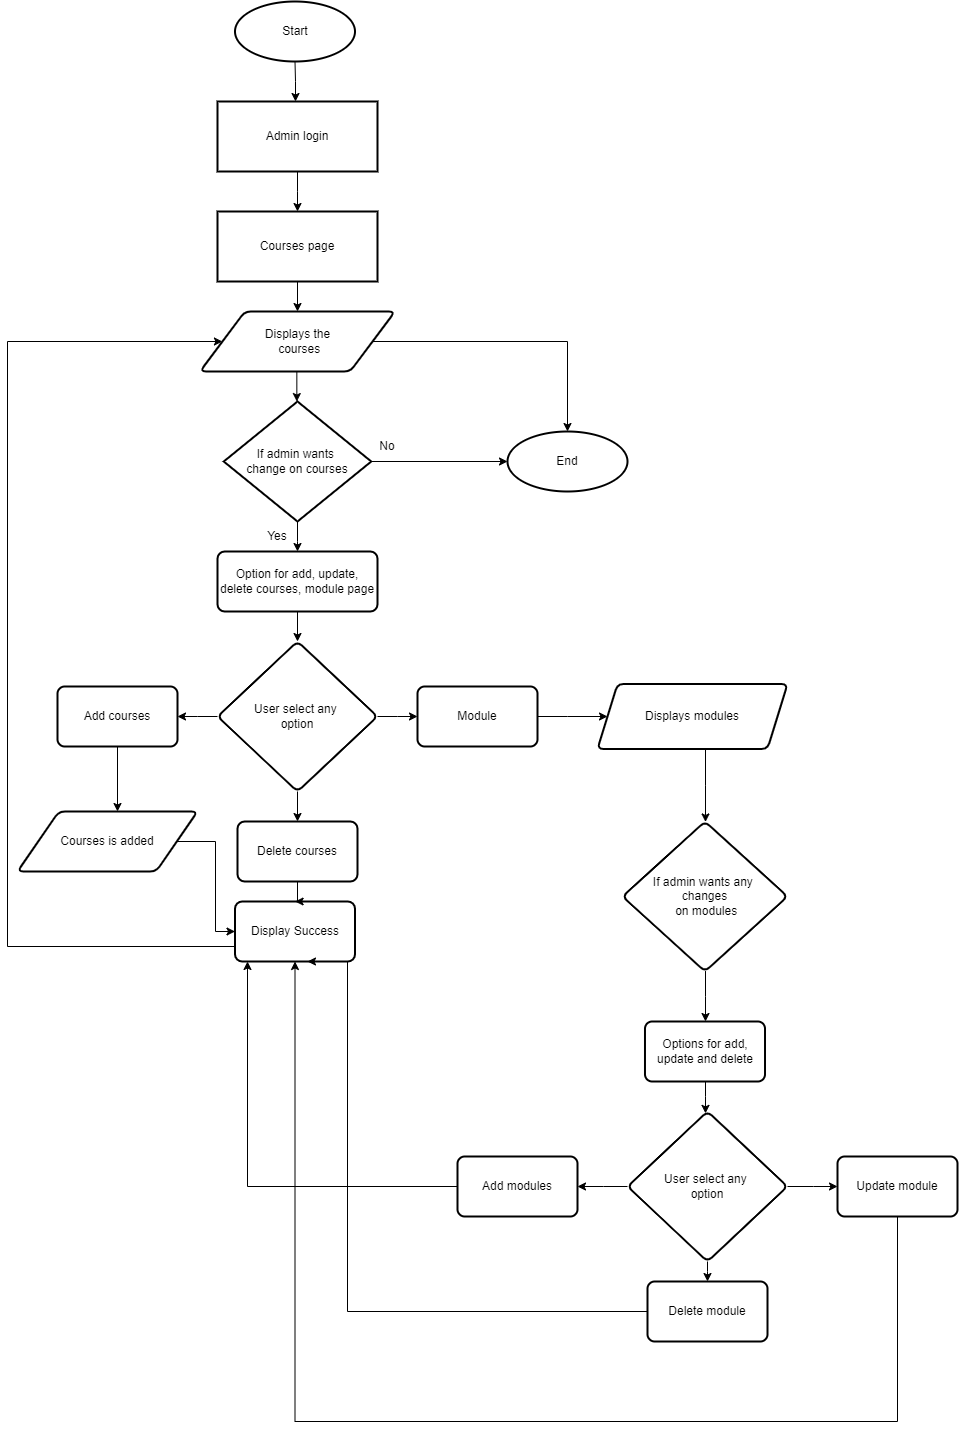 Start
Admin login
Courses page
Displays the
courses
If admin wants
change on courses
No
End
Yes
Option for add, update,
delete courses, module page
Add courses
User select any
option
Module
Displays modules
Courses is added
Delete courses
If admin wants any
changes
on modules
Display Success
Options for add,
update and delete
Add modules
User select any
option
Update module
Delete module